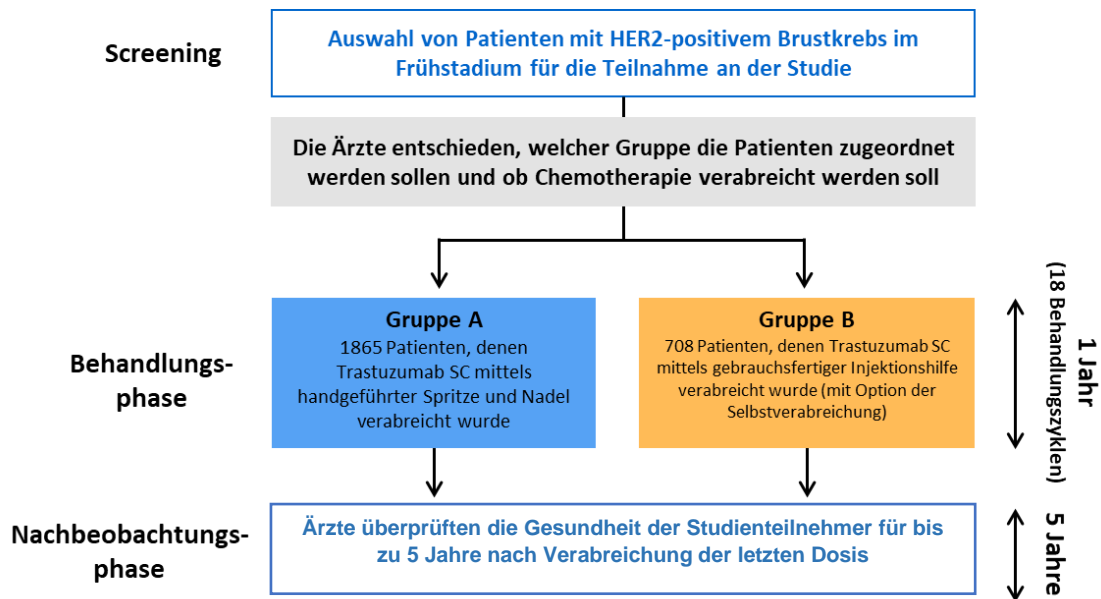 Screening
Auswahl von Patienten mit HER2-positivem Brustkrebs im
Frühstadium für die Teilnahme an der Studie
Die Ärzte entschieden, welcher Gruppe die Patienten zugeordnet
werden sollen und ob Chemotherapie verabreicht werden soll
Behandlungs-
phase
Gruppe A
1865 Patienten, denen
Trastuzumab SC mittels
handgeführter Spritze und Nadel
verabreicht wurde
Gruppe B
708 Patienten, denen Trastuzumab SC
mittels gebrauchsfertiger Injektionshilfe
verabreicht wurde (mit Option der
Selbstverabreichung)
1 Jahr
(18 Behandlungszyklen)
Nachbeobachtungs-
phase
Ärzte überprüften die Gesundheit der Studienteilnehmer für bis
zu 5 Jahre nach Verabreichung der letzten Dosis
5 Jahre